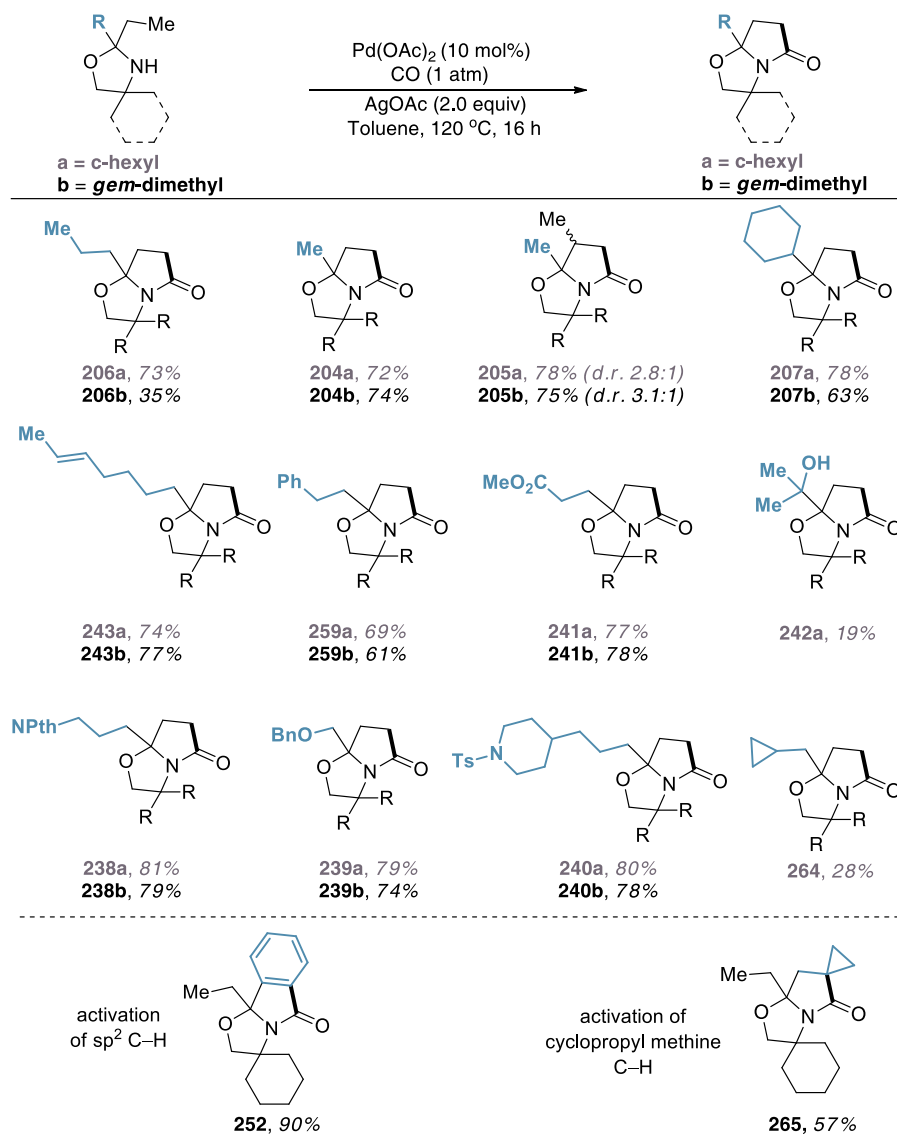 R
Me
O
NH
Pd(OAc)2 (10 mol%)
CO (1 atm)
AgOAc (2.0 equiv)
Toluene, 120 °C, 16 h
R
O
N
O
a = c-hexyl
b = gem-dimethyl
a = c-hexyl
b = gem-dimethyl
Me
O
N
O
R
R
206a, 73%
206b, 35%
Me
O
N
O
R
R
204a, 72%
204b, 74%
Me
Me
O
N
O
R
R
205a, 78% (d.r. 2.8:1)
205b, 75% (d.r. 3.1:1)
O
N
O
R
R
207a, 78%
207b, 63%
Me
O
N
O
R
R
243a, 74%
243b, 77%
Ph
O
N
O
R
R
259a, 69%
259b, 61%
MeO2C
O
N
O
R
R
241a, 77%
241b, 78%
OH
Me
Me
O
N
O
R
R
242a, 19%
NPth
O
N
O
R
R
238a, 81%
238b, 79%
BnO
O
N
O
R
R
239a, 79%
239b, 74%
Ts
N
O
N
O
R
R
240a, 80%
240b, 78%
O
N
O
R
R
264, 28%
activation
of sp2 C–H
Me
O
N
O
252, 90%
activation of
cyclopropyl methine
C–H
Me
O
N
O
265, 57%